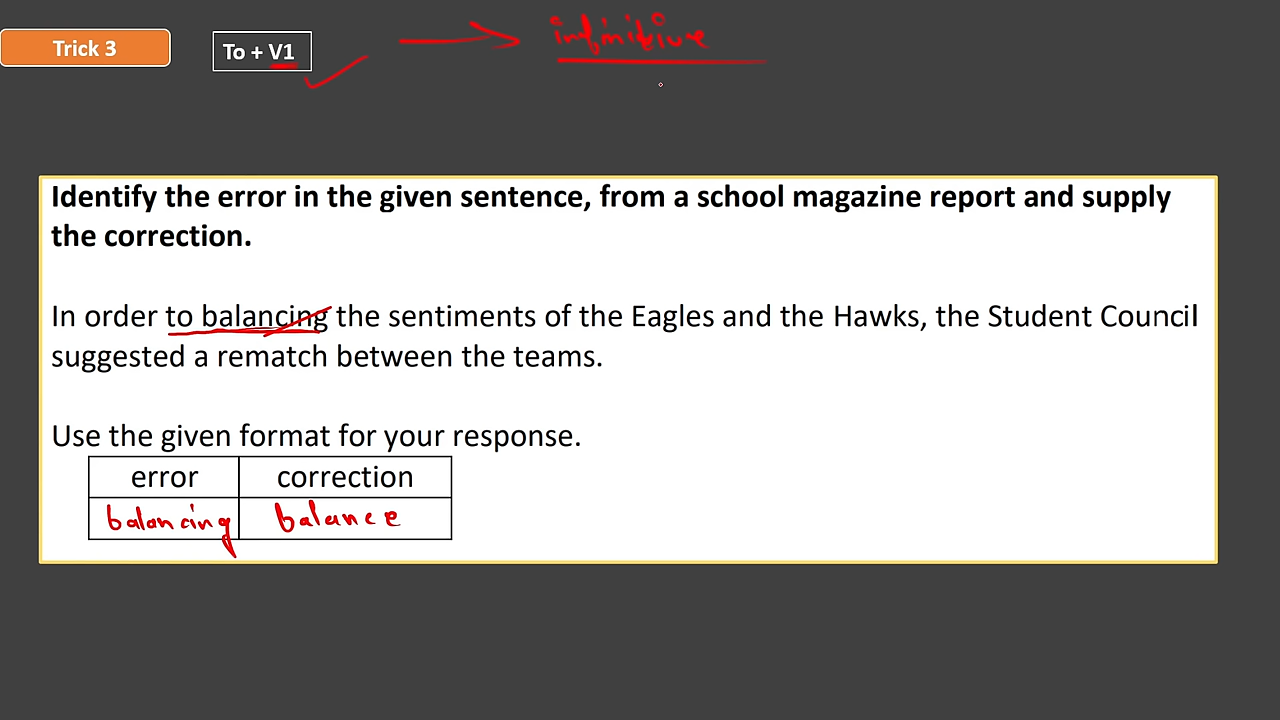 Trick 3
To + V1
infinitive
Identify the error in the given sentence, from a school magazine report and supply
the correction.
In order to balancing the sentiments of the Eagles and the Hawks, the Student Council
suggested a rematch between the teams.
Use the given format for your response.
error correction
balancing balance